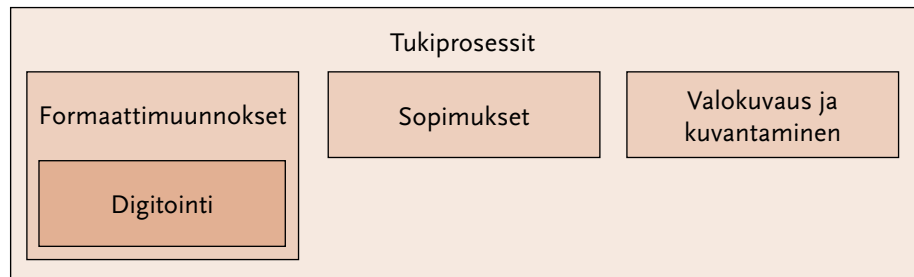 Tukiprosessit
Formaattimuunnokset
Digitointi
Sopimukset
Valokuvaus ja
kuvantaminen